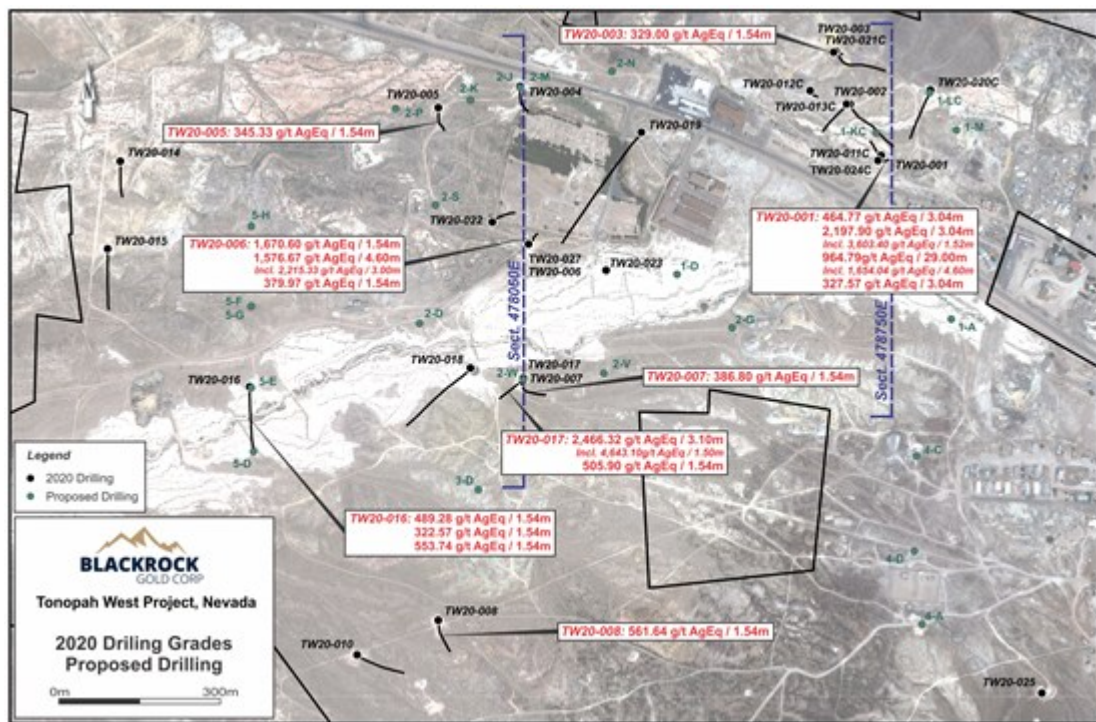 TW20-003: 329.00 g/t AgEq / 1.54m
TW20-003
TW20-021C
2-N
2-J
2-M
TW20-004
2-K
TW20-005
2-P
TW20-012C
TW20-002
TW20-013C
TW20-020C
1-LC
1-KC
1-M
TW20-005: 345.33 g/t AgEq / 1.54m
TW20-019
TW20-014
TW20-011C
TW20-001
TW20-024C
2-S
TW20-022
5-H
TW20-015
TW20-006: 1,670.60 g/t AgEq / 1.54m
1,576.67 g/t AgEq / 4.60m
Incl. 2,215.33 g/t AgEq / 3.00m
379.97 g/t AgEq / 1.54m
TW20-027
TW20-006
TW20-023
1-D
TW20-001: 464.77 g/t AgEq / 3.04m
2,197.90 g/t AgEq / 3.04m
Incl. 3,603.40 g/t AgEq / 1.52m
964.79g/t AgEq / 29.00m
Incl. 1,654.04 g/t AgEq / 4.60m
327.57 g/t AgEq / 3.04m
5-F
5-G
2-D
2-G
1-A
Sect. 478060E
Sect. 478750E
TW20-018
2-W
TW20-017
TW20-007
2-V
TW20-007: 386.80 g/t AgEq / 1.54m
TW20-016
5-E
5-D
TW20-017: 2,466.32 g/t AgEq / 3.10m
Incl. 4,643.10g/t AgEq / 1.50m
505.90 g/t AgEq / 1.54m
4-C
3-D
Legend
2020 Drilling
Proposed Drilling
TW20-016: 489.28 g/t AgEq / 1.54m
322.57 g/t AgEq / 1.54m
553.74 g/t AgEq / 1.54m
4-D
4-A
TW20-008
TW20-008: 561.64 g/t AgEq / 1.54m
TW20-010
TW20-025
BLACKROCK
GOLD CORP
Tonopah West Project, Nevada
2020 Driling Grades
Proposed Drilling
0m
300m
N